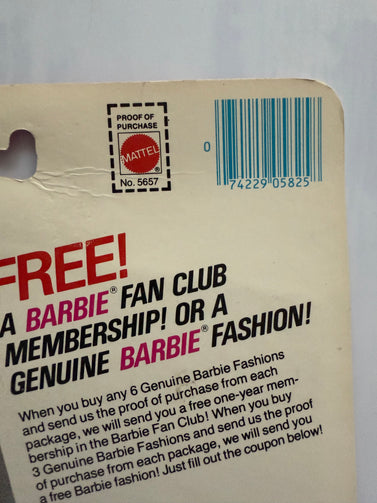 PROOF OF
PURCHASE
MATTEL
®
No. 5657
0
74229 05825
FREE!
A BARBIE® FAN CLUB
MEMBERSHIP! OR A
GENUINE BARBIE® FASHION!
When you buy any 6 Genuine Barbie Fashions
and send us the proof of purchase from each
package, we will send you a free one-year mem-
bership in the Barbie Fan Club! When you buy
3 Genuine Barbie Fashions and send us the proof
of purchase from each package, we will send you
a free Barbie fashion! Just fill out the coupon below!